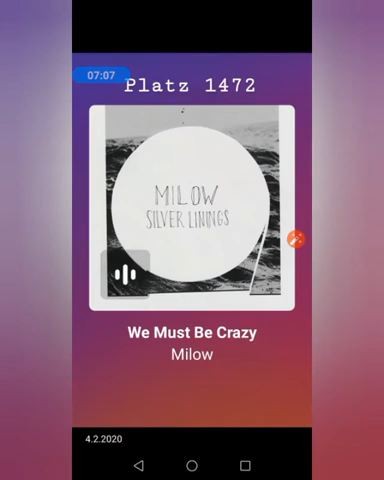 07:07
Platz 1472
MILOW
SILVER LININGS
We Must Be Crazy
Milow
4.2.2020